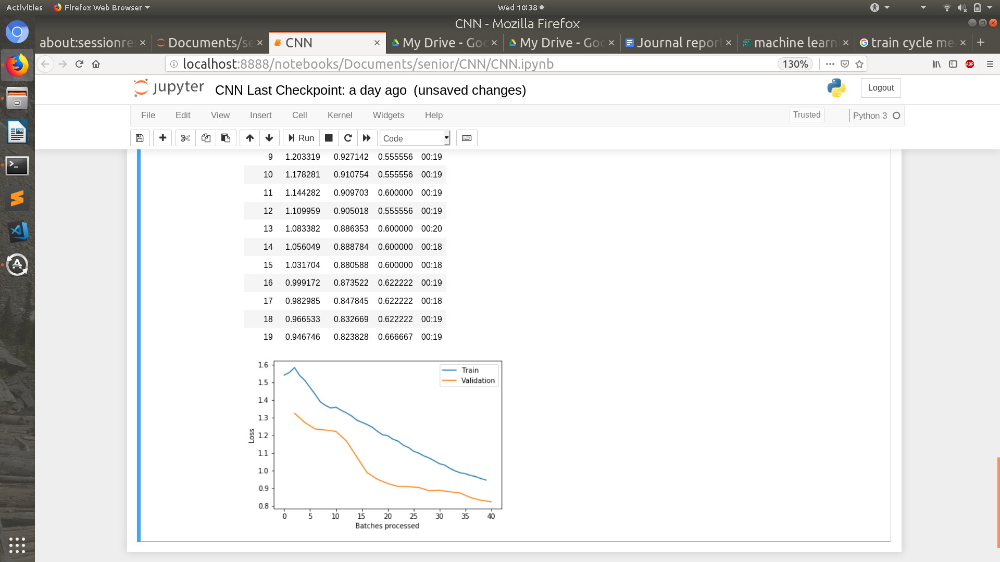 Activities Firefox Web Browser Wed 10:38
CNN - Mozilla Firefox
about:sessionres Documents/se CNN My Drive - Goo My Drive - Goo Journal report machine learni train cycle me
localhost:8888/notebooks/Documents/senior/CNN/CNN.ipynb 130% ABP
jupyter CNN Last Checkpoint: a day ago (unsaved changes) Logout
File Edit View Insert Cell Kernel Widgets Help Trusted Python 3
Run Code
9 1.203319 0.927142 0.555556 00:19
10 1.178281 0.910754 0.555556 00:19
11 1.144282 0.909703 0.600000 00:19
12 1.109959 0.905018 0.555556 00:19
13 1.083382 0.886353 0.600000 00:20
14 1.056049 0.888784 0.600000 00:18
15 1.031704 0.880588 0.600000 00:18
16 0.999172 0.873522 0.622222 00:19
17 0.982985 0.847845 0.622222 00:18
18 0.966533 0.832669 0.622222 00:19
19 0.946746 0.823828 0.666667 00:19
Train
Validation
1.6
1.5
1.4
1.3
1.2
1.1
1.0
0.9
0.8
Loss
0 5 10 15 20 25 30 35 40
Batches processed